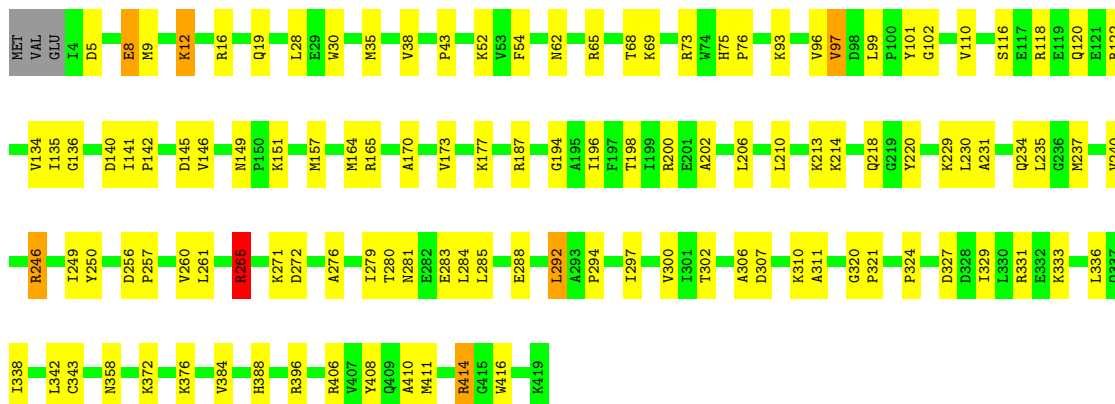 MET VAL GLU I4 D5 E8 M9 K12 R16 Q19 L28 E29 W30 M35 V38 P43 K52 V53 F54 N62 R65 T68 K69 R73 W74 H75 P76 K93 V96 V97 D98 L99 P100 Y101 G102 V110 S116 E117 R118 E119 Q120 E121
V134 I135 G136 D140 I141 P142 D145 V146 N149 P150 K151 M157 M164 R165 A170 V173 K177 R187 G194 A195 I196 F197 T198 I199 R200 E201 A202 L206 L210 K213 K214 Q218 G219 Y220 K229 L230 A231 Q234 L235 G236 M237
R246 I249 Y250 D256 P257 V260 L261 R265 K271 D272 A276 I279 T280 N281 E282 E283 L284 L285 E288 L292 A293 P294 I297 V300 I301 T302 A306 D307 K310 A311 G320 P321 P324 D327 D328 I329 L330 R331 E332 K333 L336
I338 L342 C343 N358 K372 K376 V384 H388 R396 R406 V407 Y408 Q409 A410 M411 R414 G415 W416 K419